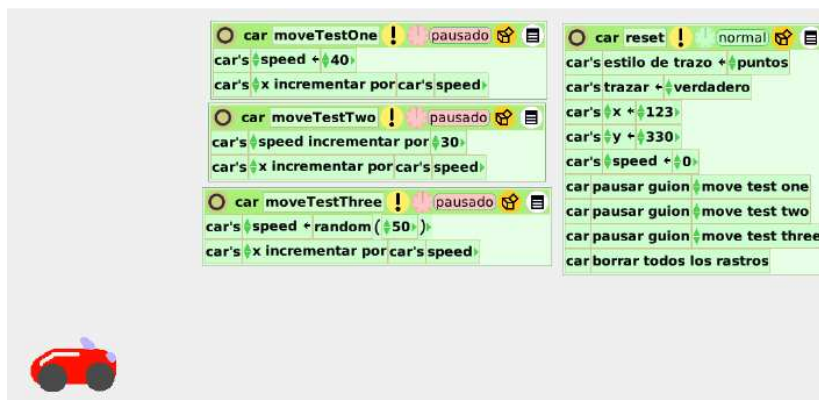 car moveTestOne ! pausado
car's speed ← 40
car's x incrementar por car's speed
car moveTestTwo ! pausado
car's speed incrementar por 30
car's x incrementar por car's speed
car moveTestThree ! pausado
car's speed ← random ( 50 )
car's x incrementar por car's speed
car reset ! normal
car's estilo de trazo ← puntos
car's trazar ← verdadero
car's x ← 123
car's y ← 330
car's speed ← 0
car pausar guion move test one
car pausar guion move test two
car pausar guion move test three
car borrar todos los rastros